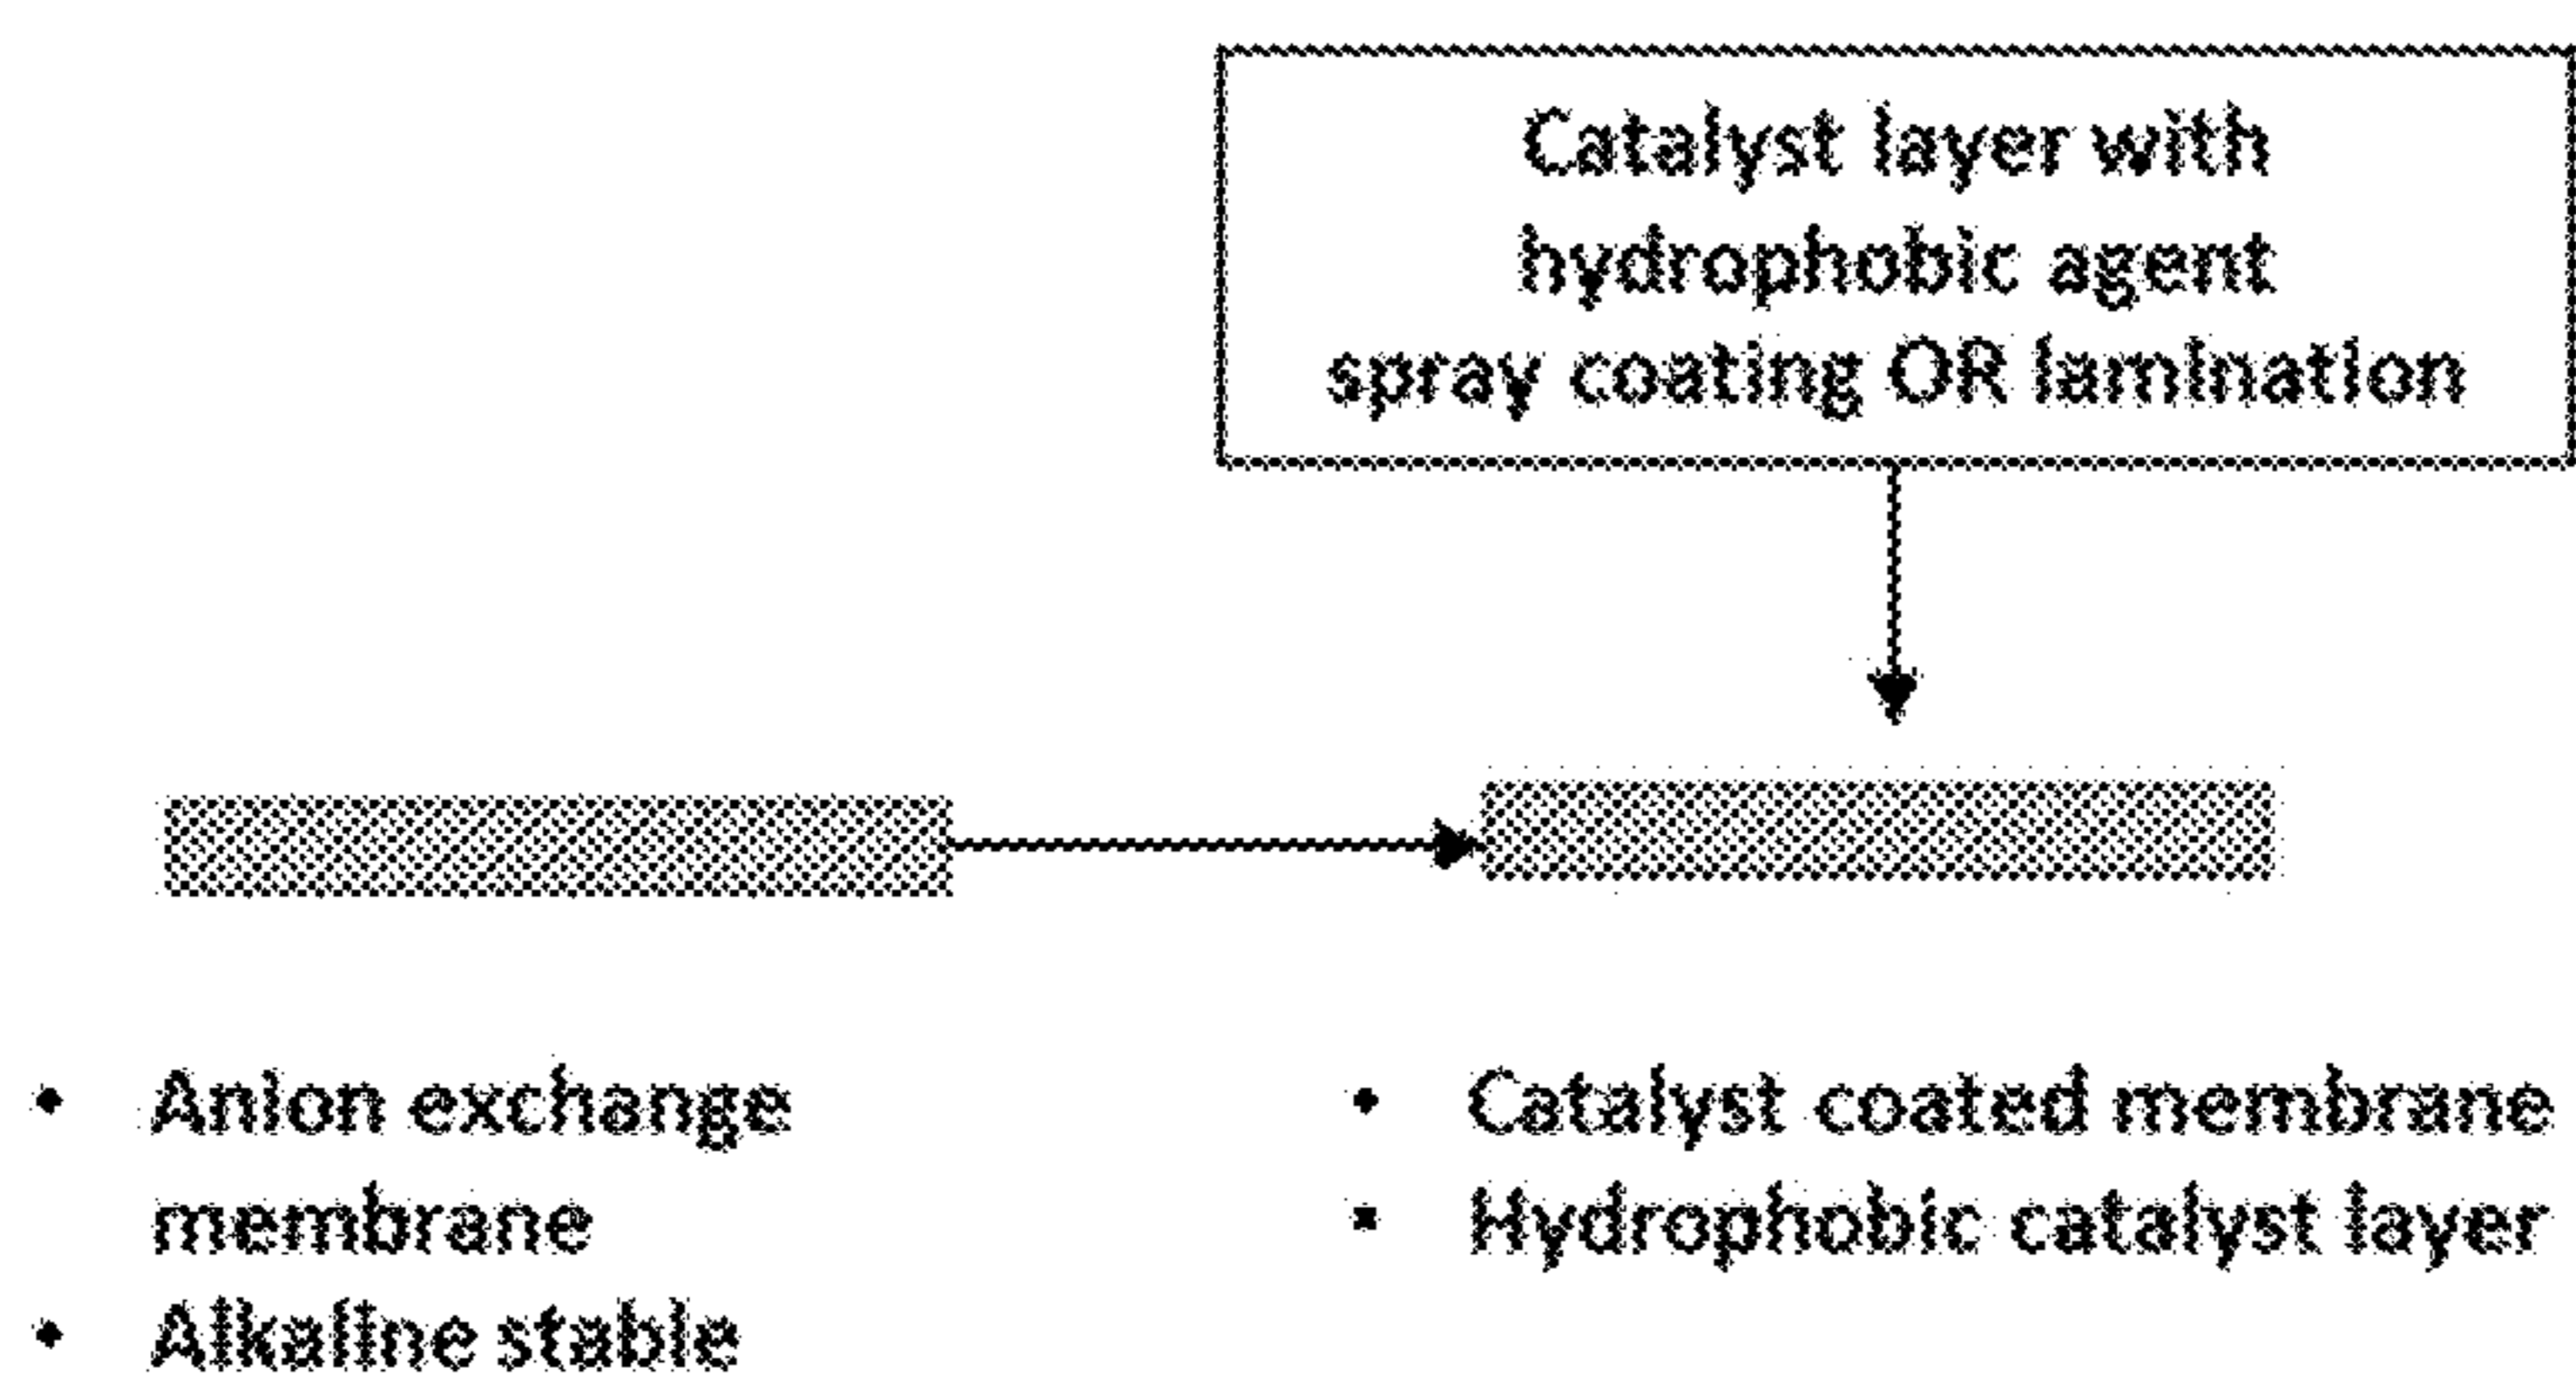 Catalyst layer with
hydrophobic agent
spray coating OR lamination
• Anion exchange
membrane
• Alkaline stable
• Catalyst coated membrane
• Hydrophobic catalyst layer